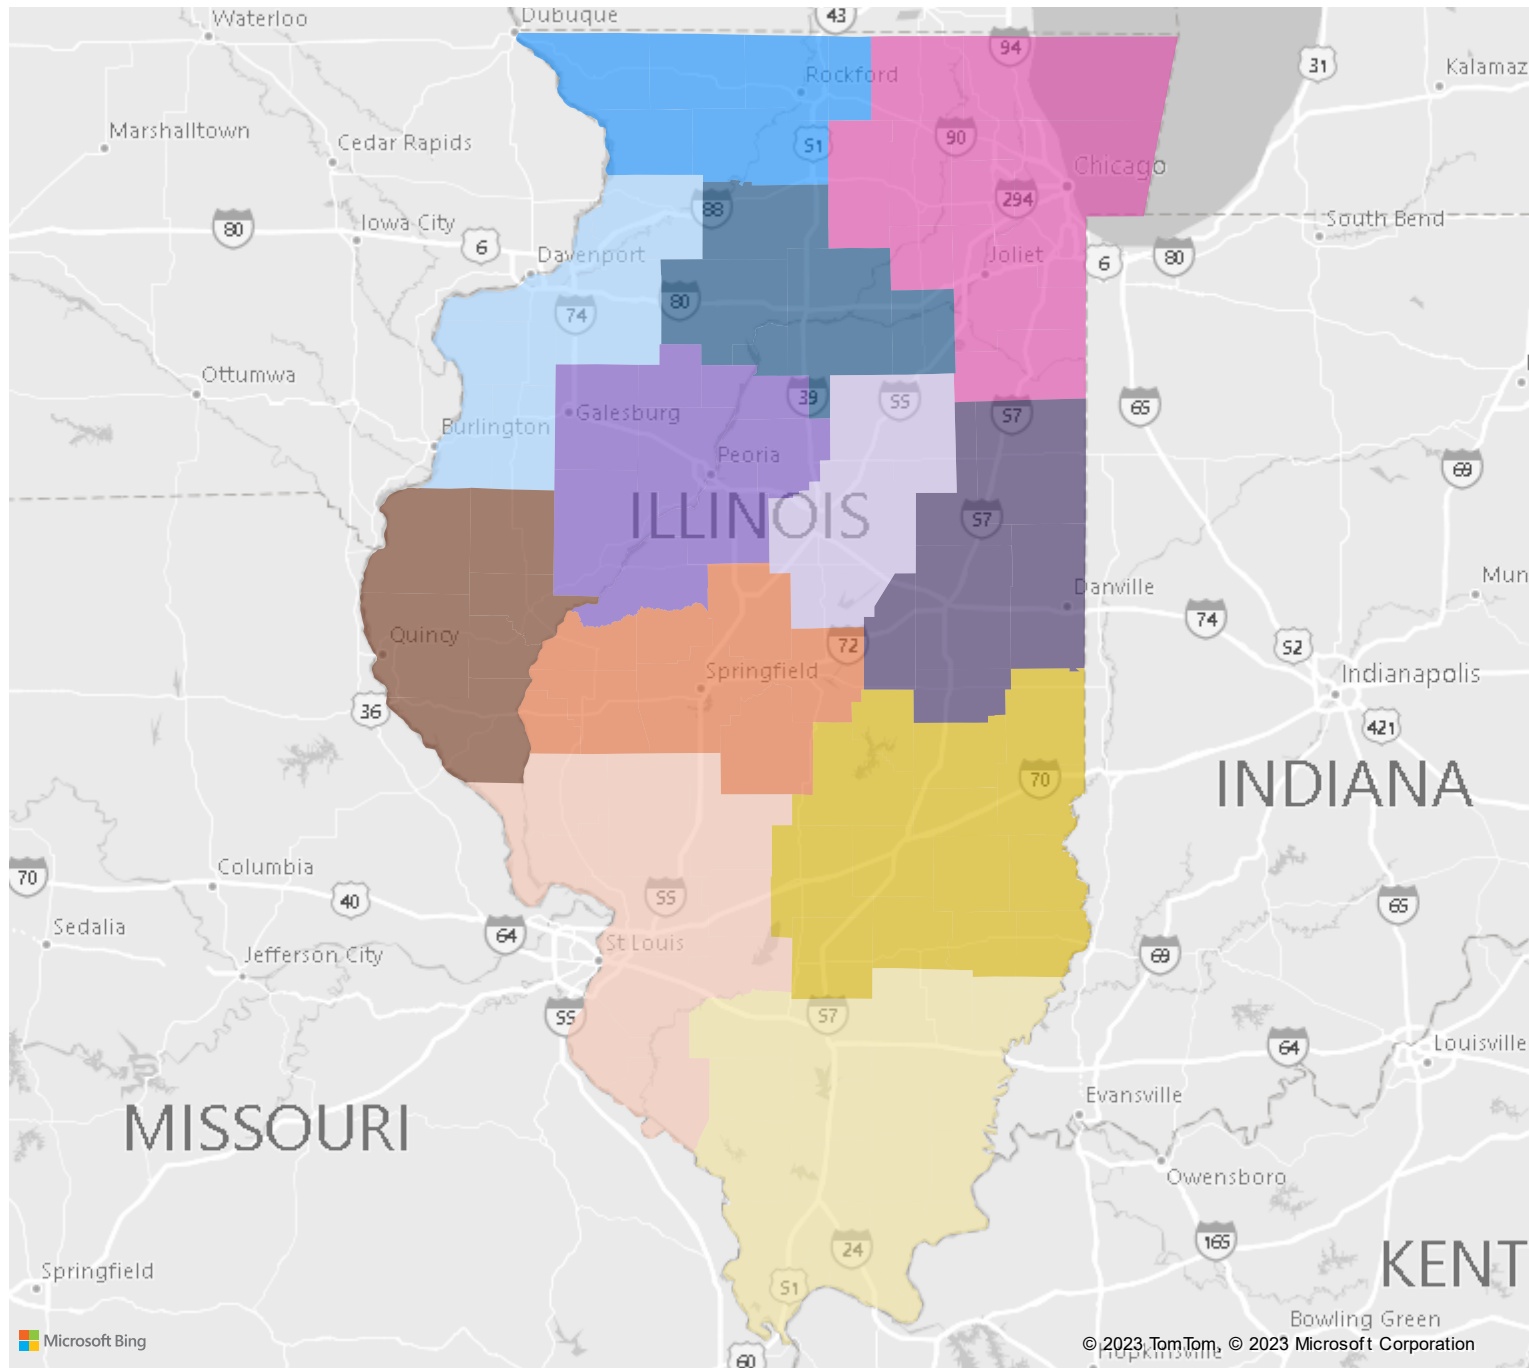 Waterloo
Dubuque
43
94
31
Kalamaz
Rockford
Marshalltown
Cedar Rapids
51
90
Chicago
88
294
80
Iowa City
6
South Bend
Davenport
Joliet
6
80
80
74
Ottumwa
39
55
57
65
Galesburg
Burlington
Peoria
69
ILLINOIS
57
Danville
Mun
74
Quincy
72
52
Springfield
Indianapolis
36
421
70
INDIANA
Columbia
70
40
55
65
Sedalia
64
St Louis
Jefferson City
69
55
57
64
Louisville
Evansville
MISSOURI
Owensboro
24
165
KENT
Springfield
51
Bowling Green
Microsoft Bing
© 2023 TomTom, © 2023 Microsoft Corporation
Hopkinsville
60